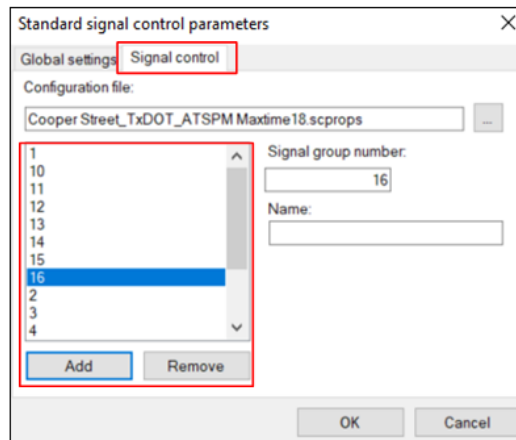 Standard signal control parameters
Global settings Signal control
Configuration file:
Cooper Street_TxDOT_ATSPM Maxtime18.scprops ...
1
10
11
12
13
14
15
16
2
3
4
Signal group number:
16
Name:
Add Remove
OK Cancel